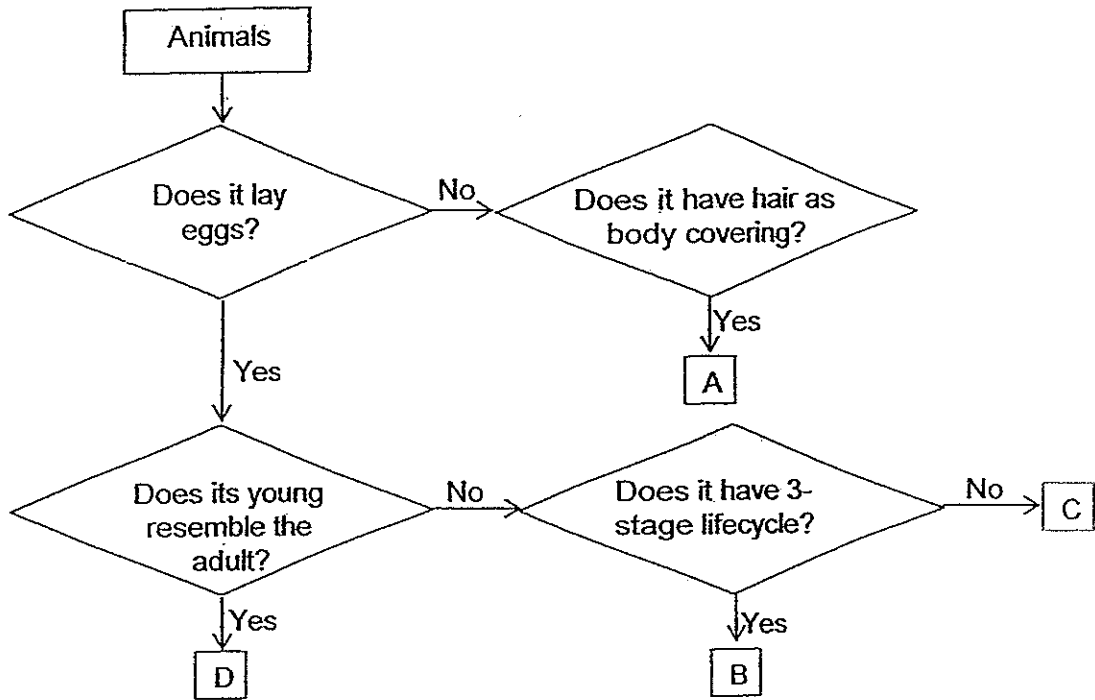 Animals
Does it lay
eggs?
No
Does it have hair as
body covering?
Yes
A
Yes
Does its young
resemble the
adult?
No
Does it have 3-
stage lifecycle?
No
C
Yes
D
Yes
B